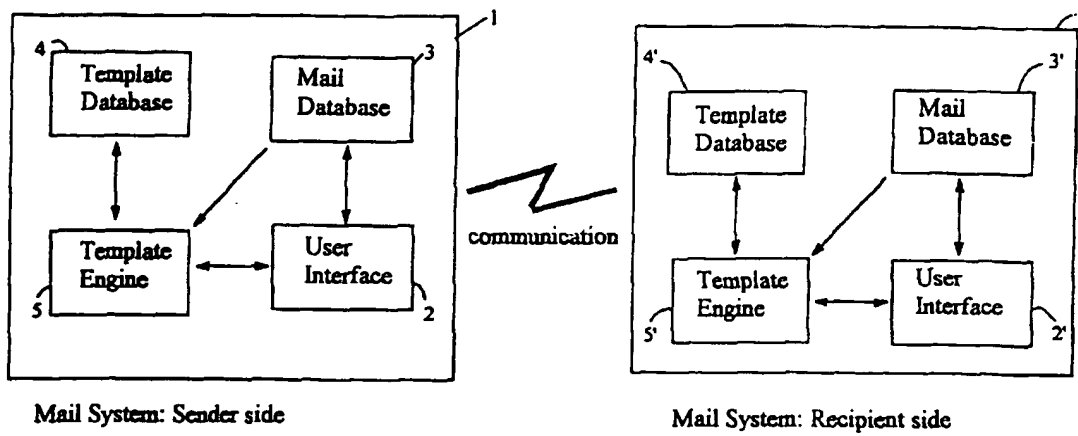 1
4
Template
Database
3
Mail
Database
Template
Engine
5
User
Interface
2
communication
4'
Template
Database
3'
Mail
Database
Template
Engine
5'
User
Interface
2'
Mail System: Sender side
Mail System: Recipient side